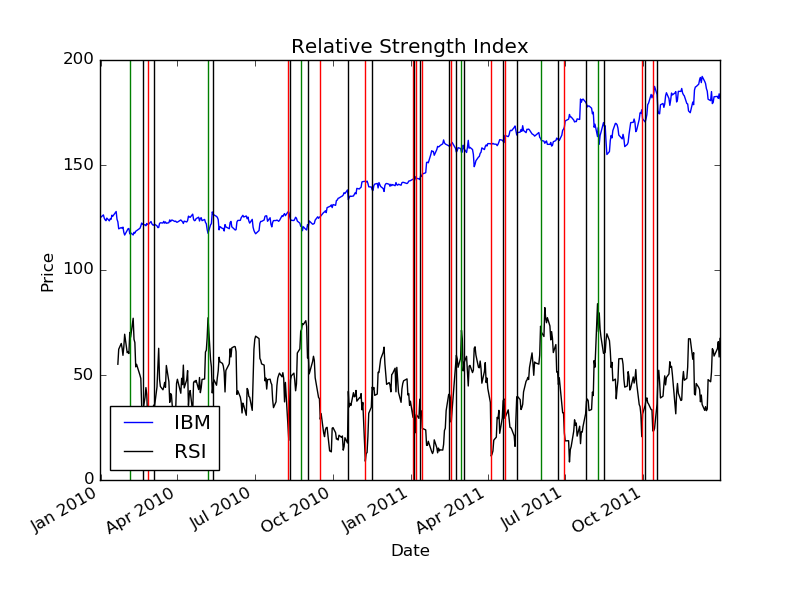 Relative Strength Index
200
150
100
50
0
Price
IBM
RSI
Jan 2010
Apr 2010
Jul 2010
Oct 2010
Jan 2011
Apr 2011
Jul 2011
Oct 2011
Date